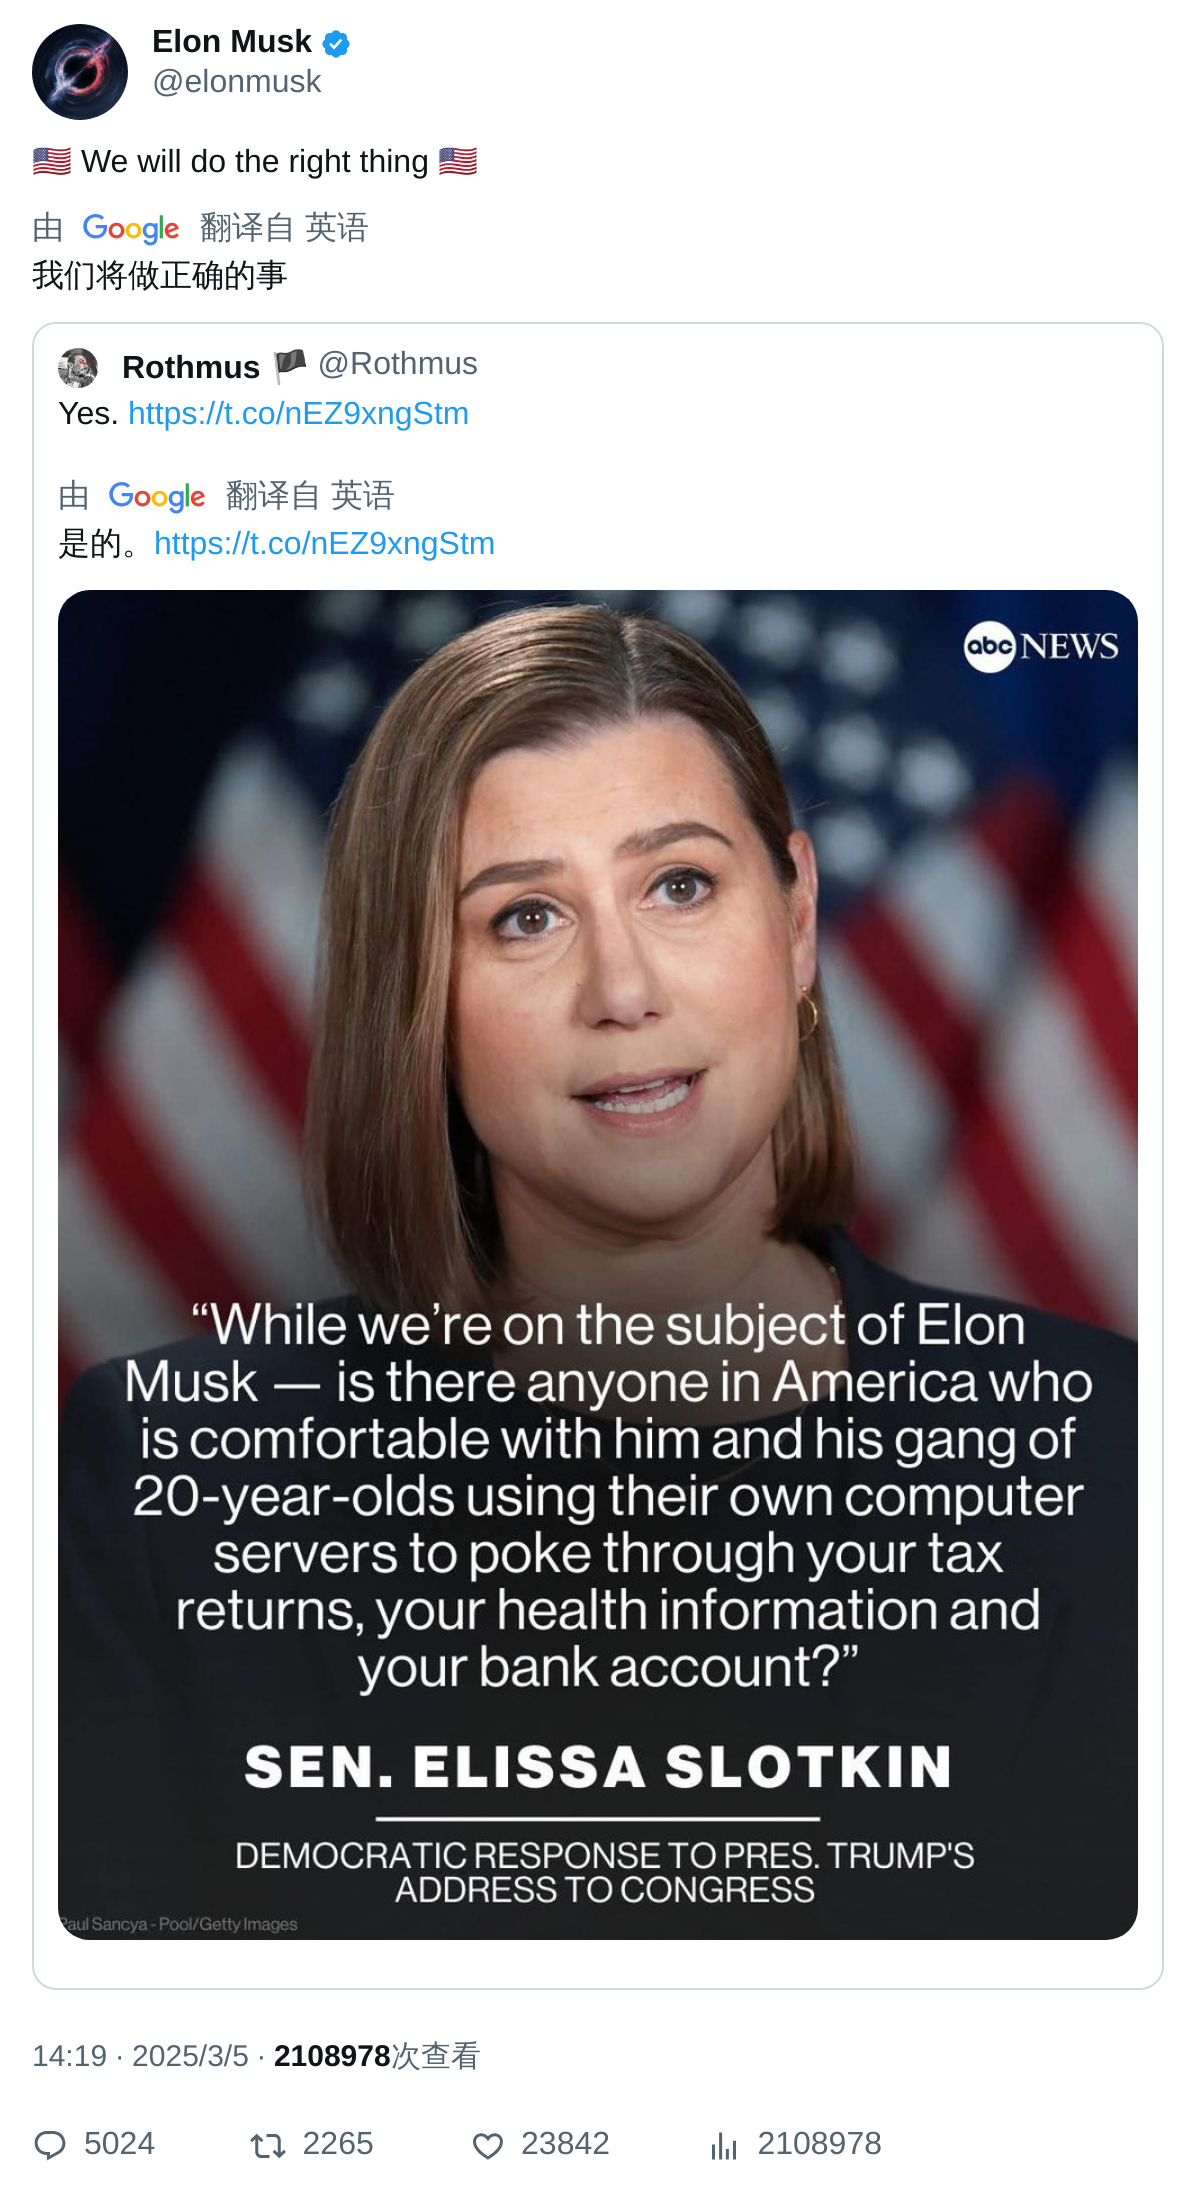 Elon Musk
@elonmusk
🇺🇸 We will do the right thing 🇺🇸
由 Google 翻译自 英语
我们将做正确的事
Rothmus 🏴 @Rothmus
Yes. https://t.co/nEZ9xngStm
由 Google 翻译自 英语
是的。https://t.co/nEZ9xngStm
abc NEWS
“While we’re on the subject of Elon
Musk — is there anyone in America who
is comfortable with him and his gang of
20-year-olds using their own computer
servers to poke through your tax
returns, your health information and
your bank account?”
SEN. ELISSA SLOTKIN
DEMOCRATIC RESPONSE TO PRES. TRUMP'S
ADDRESS TO CONGRESS
Paul Sancya - Pool/Getty Images
14:19 · 2025/3/5 · 2108978次查看
5024 2265 23842 2108978